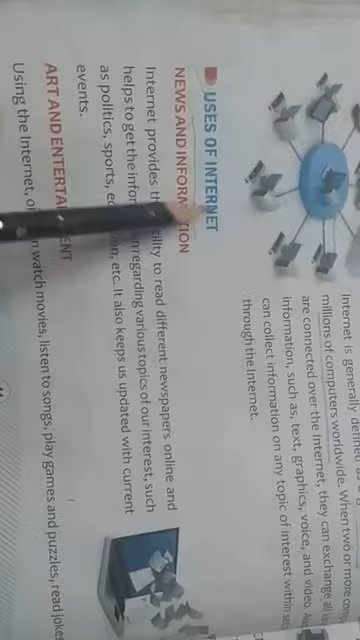 Internet is generally defined as a
millions of computers worldwide. When two or more
are connected over the Internet, they can exchange all
information, such as, text, graphics, voice, and video.
can collect information on any topic of interest within
through the Internet.
USES OF INTERNET
NEWS AND INFORM TION
Internet provides th ility to read different newspapers online and
helps to get the infor n regarding various topics of our interest, such
as politics, sports, ec on, etc. It also keeps us updated with current
events.
ART AND ENTERTAI ENT
Using the Internet, o n watch movies, listen to songs, play games and puzzles, read jokes